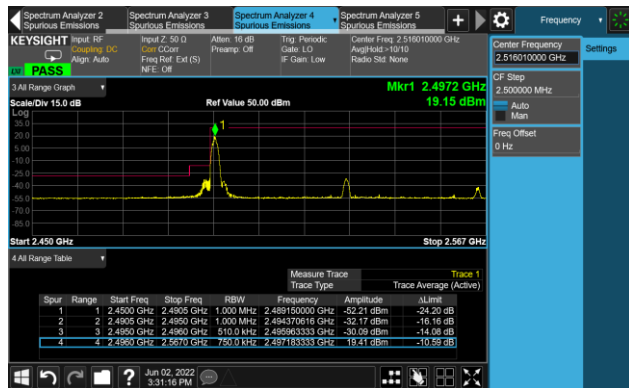 Spectrum Analyzer 2 Spectrum Analyzer 3 Spectrum Analyzer 4 Spectrum Analyzer 5 + Frequency
Spurious Emissions Spurious Emissions Spurious Emissions Spurious Emissions
KEYSIGHT Input: RF Input Z: 50 Ω Atten: 16 dB Trig: Periodic Center Freq: 2.516010000 GHz
Coupling: DC Corr CCorr Preamp: Off Gate: LO Avg|Hold:>10/10
Align: Auto Freq Ref: Ext (S) IF Gain: Low Radio Std: None
NFE: Off
LV PASS
3 All Range Graph Mkr1 2.4972 GHz
Scale/Div 15.0 dB Ref Value 50.00 dBm 19.15 dBm
Log
35.0
20.0
5.00
-10.0
-25.0
-40.0
-55.0
-70.0
-85.0
1
Start 2.450 GHz Stop 2.567 GHz
4 All Range Table
Measure Trace Trace 1
Trace Type Trace Average (Active)
Spur Range Start Freq Stop Freq RBW Frequency Amplitude ΔLimit
1 1 2.4500 GHz 2.4905 GHz 1.000 MHz 2.489150000 GHz -52.21 dBm -24.20 dB
2 2 2.4905 GHz 2.4950 GHz 1.000 MHz 2.494370616 GHz -32.17 dBm -16.16 dB
3 3 2.4950 GHz 2.4960 GHz 510.0 kHz 2.495963333 GHz -30.09 dBm -14.08 dB
4 4 2.4960 GHz 2.5670 GHz 750.0 kHz 2.497183333 GHz 19.41 dBm -10.59 dB
? Jun 02, 2022
3:31:16 PM
Center Frequency
2.516010000 GHz
Settings
CF Step
2.500000 MHz
Auto
Man
Freq Offset
0 Hz